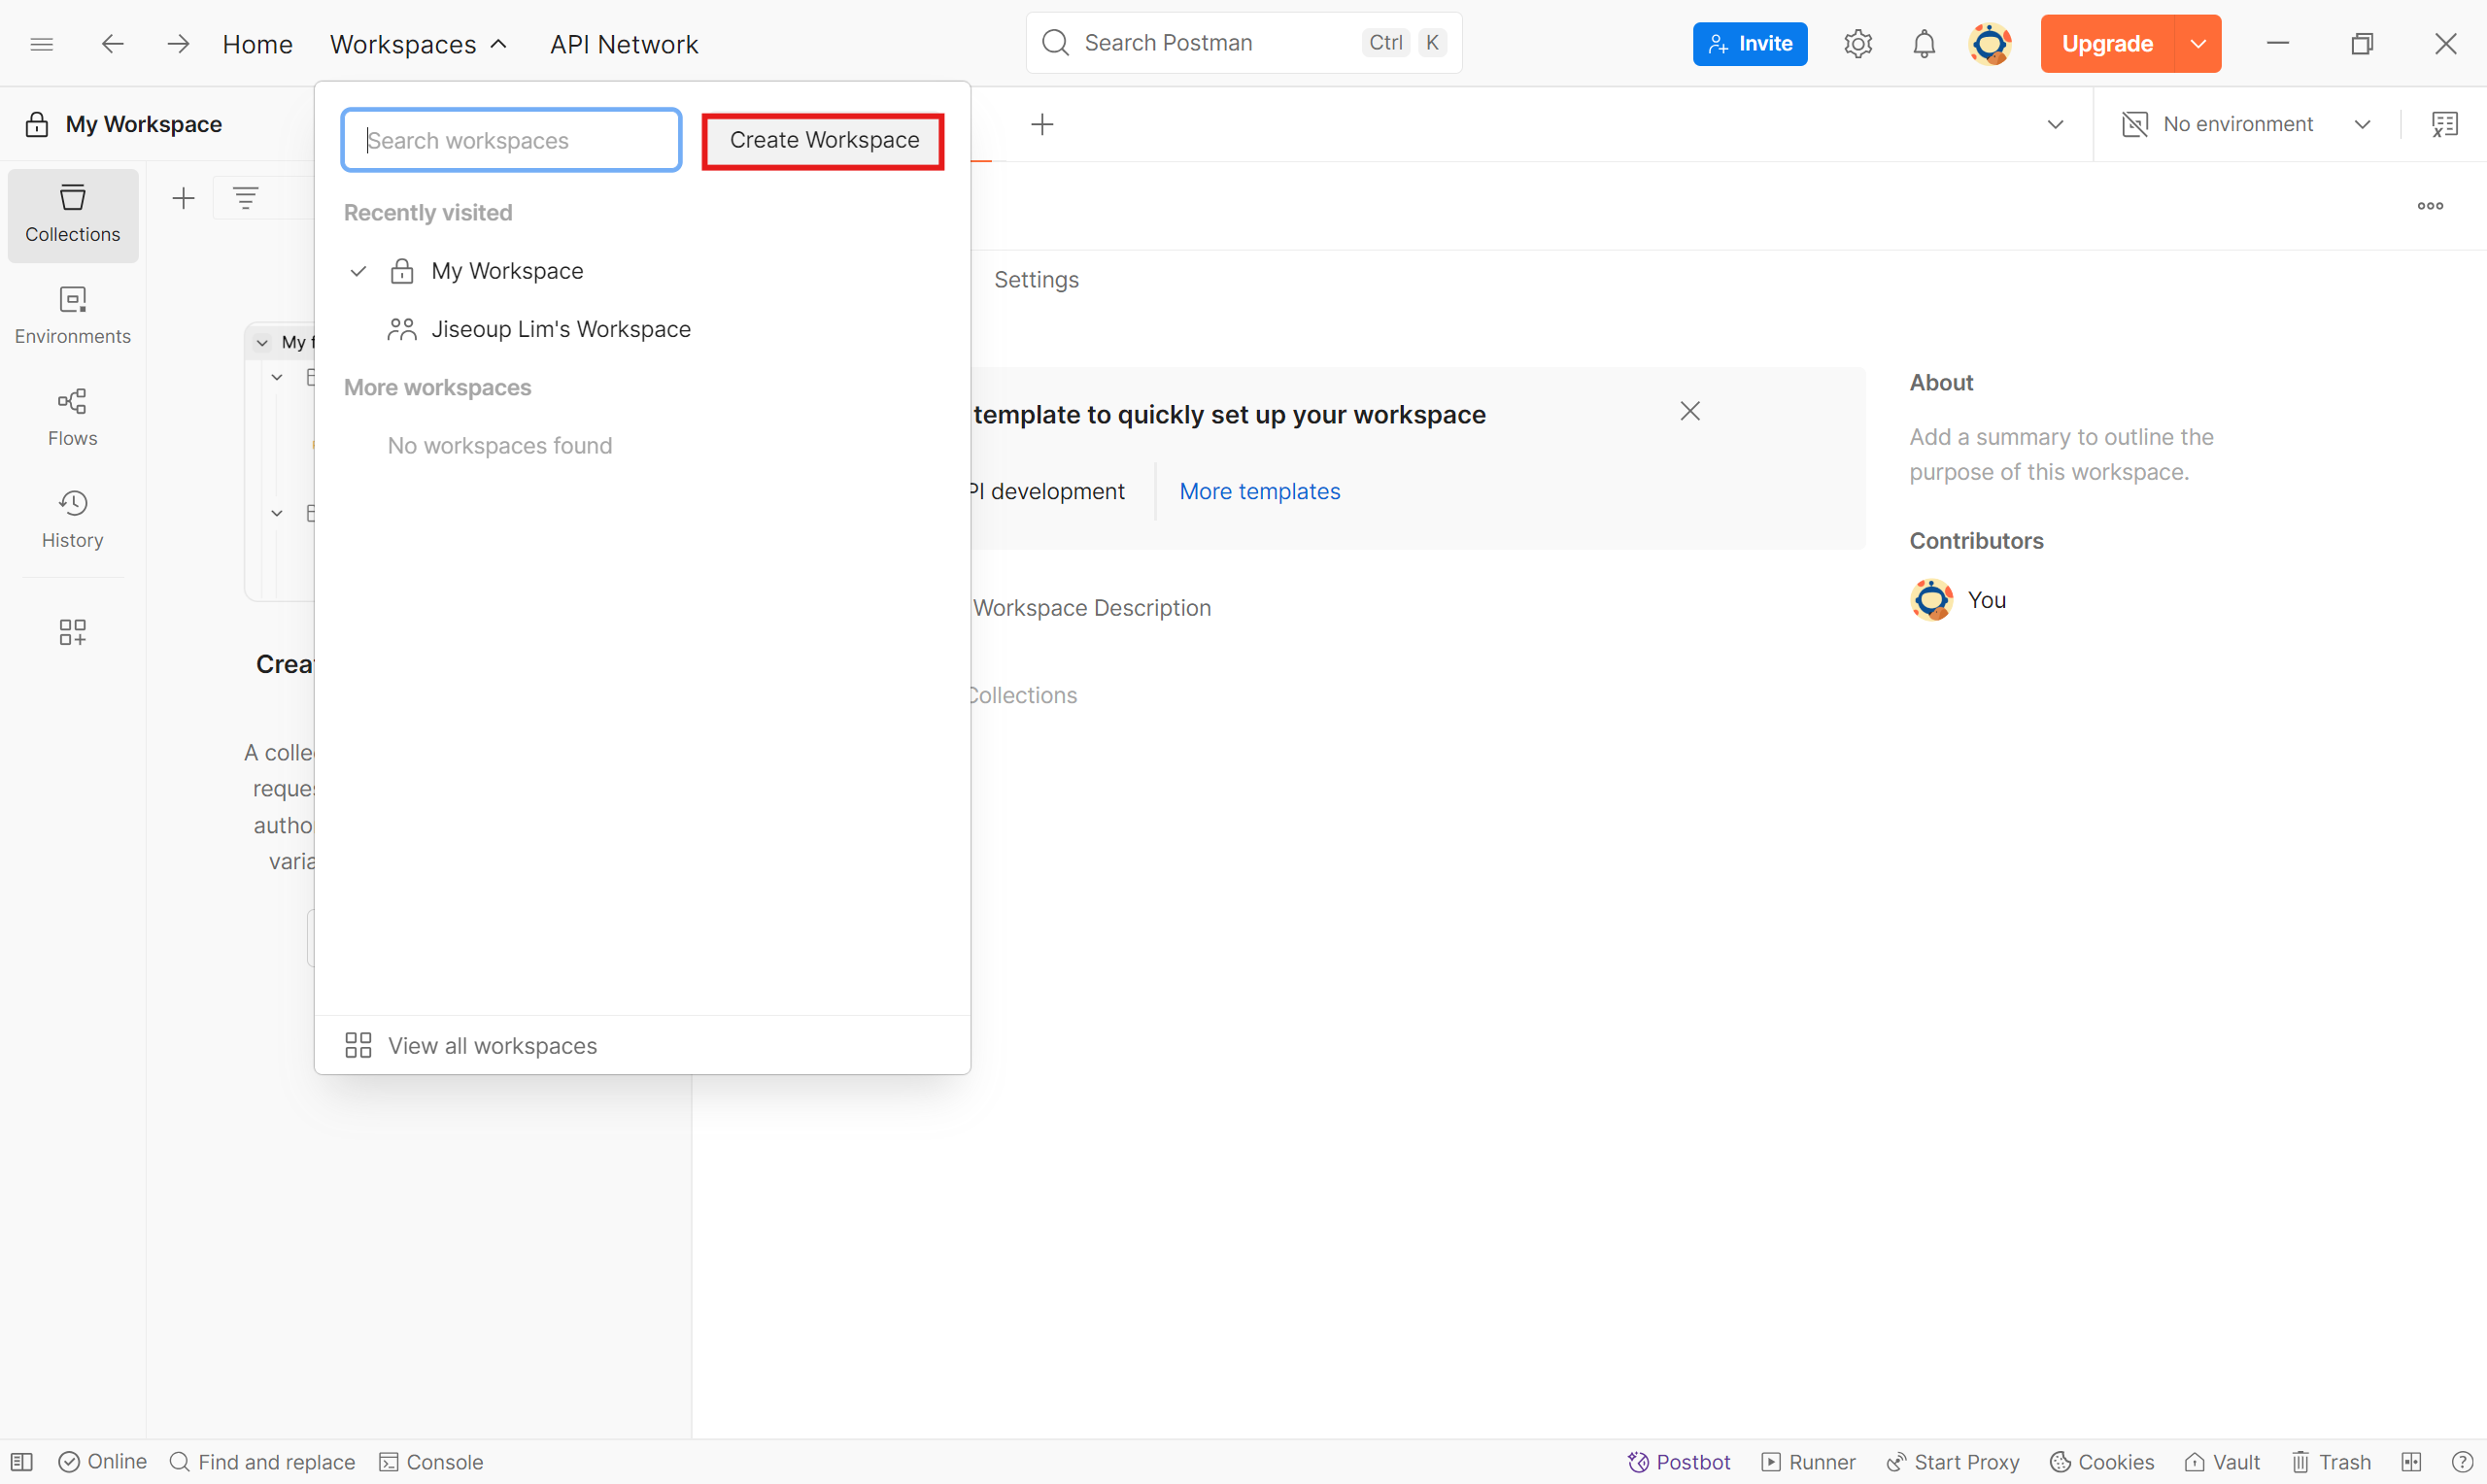 Home Workspaces API Network Search Postman Ctrl K Invite Upgrade
My Workspace
No environment
Search workspaces
Create Workspace
Collections
Environments
Flows
History
Recently visited
My Workspace
Jiseoup Lim's Workspace
More workspaces
No workspaces found
View all workspaces
My f
Crea
A colle
reques
autho
varia
Settings
template to quickly set up your workspace
PI development
More templates
Workspace Description
Collections
About
Add a summary to outline the
purpose of this workspace.
Contributors
You
Online Find and replace Console Postbot Runner Start Proxy Cookies Vault Trash